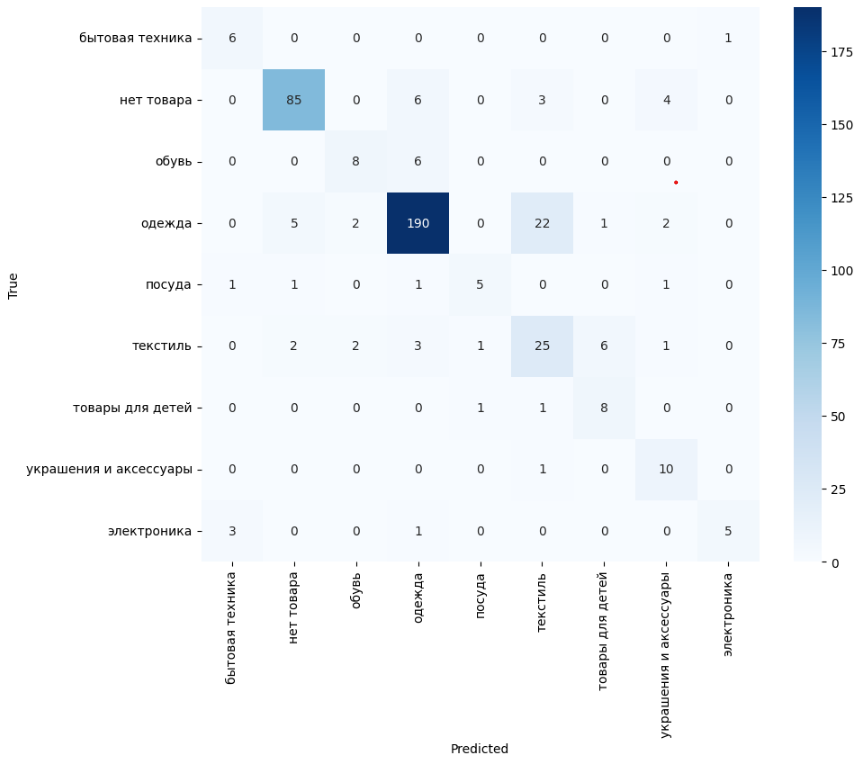 бытовая техника 6 0 0 0 0 0 0 0 1
нет товара 0 85 0 6 0 3 0 4 0
обувь 0 0 8 6 0 0 0 0 0
одежда 0 5 2 190 0 22 1 2 0
посуда 1 1 0 1 5 0 0 1 0
текстиль 0 2 2 3 1 25 6 1 0
товары для детей 0 0 0 0 1 1 8 0 0
украшения и аксессуары 0 0 0 0 0 1 0 10 0
электроника 3 0 0 1 0 0 0 0 5
True
бытовая техника
нет товара
обувь
одежда
посуда
текстиль
товары для детей
украшения и аксессуары
электроника
Predicted
175
150
125
100
75
50
25
0